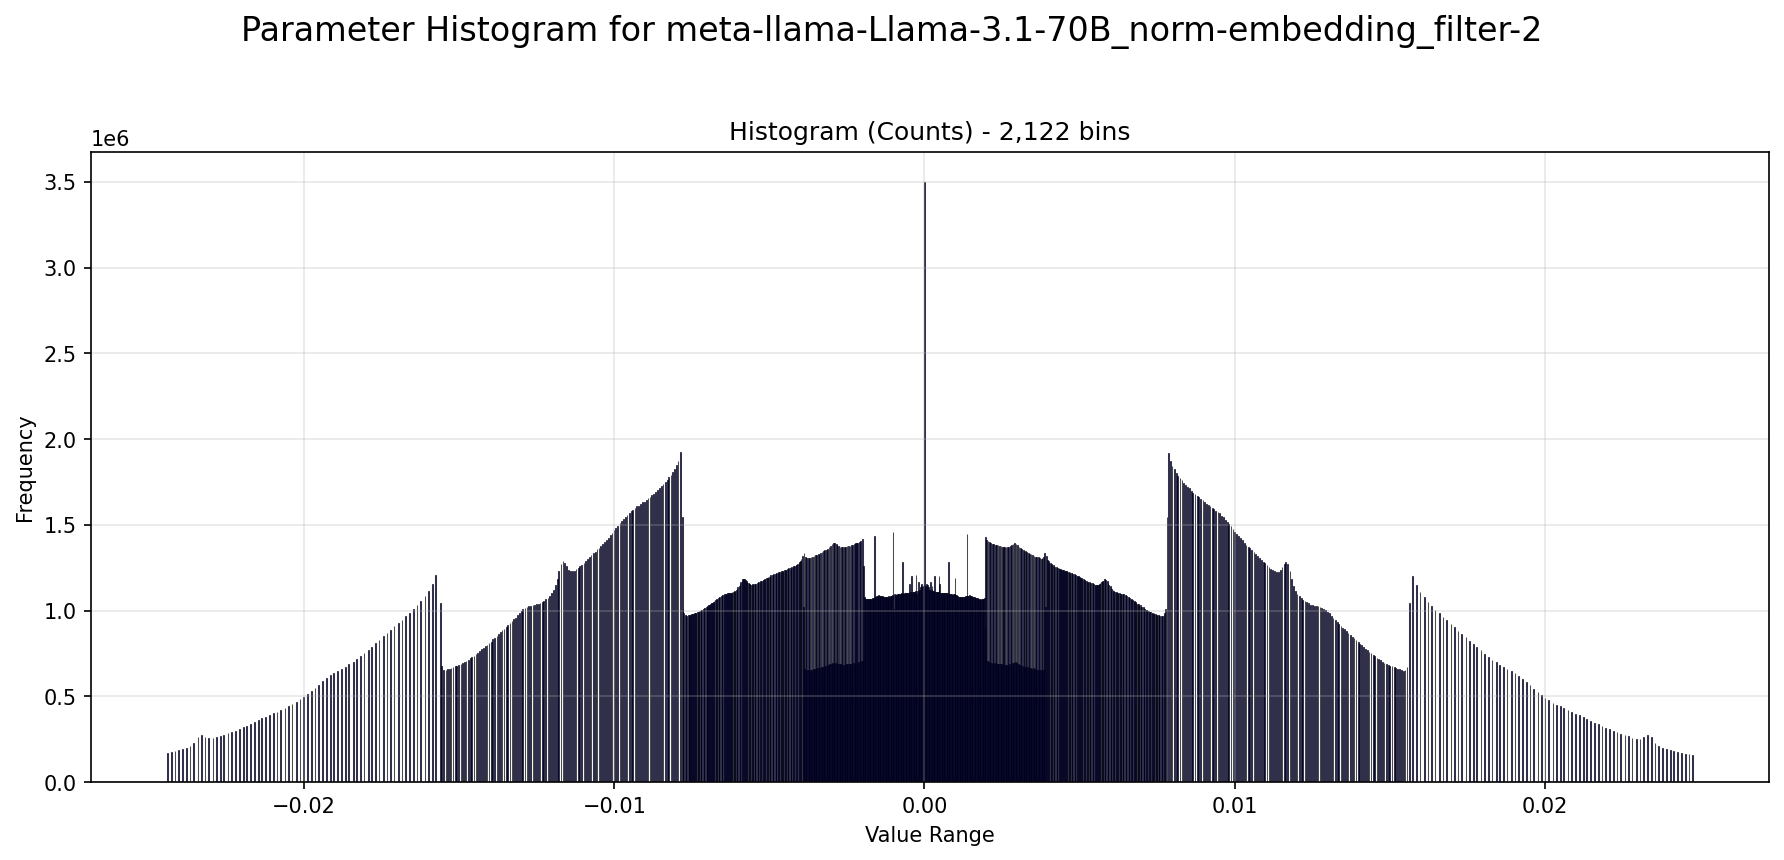 Parameter Histogram for meta-llama-Llama-3.1-70B_norm-embedding_filter-2
Histogram (Counts) - 2,122 bins
1e6
3.5
3.0
2.5
2.0
1.5
1.0
0.5
0.0
Frequency
−0.02 −0.01 0.00 0.01 0.02
Value Range